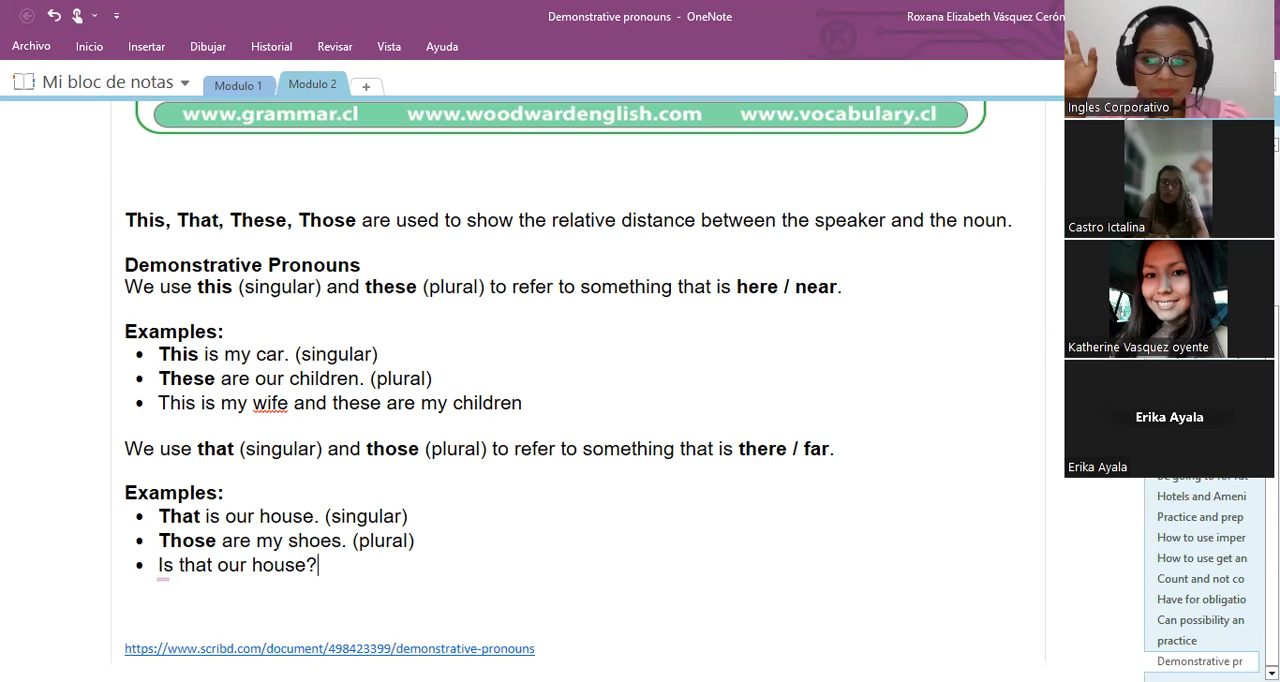 Demonstrative pronouns - OneNote
Roxana Elizabeth Vásquez Cerón
Archivo Inicio Insertar Dibujar Historial Revisar Vista Ayuda
Mi bloc de notas
Modulo 1
Modulo 2
www.grammar.cl www.woodwardenglish.com www.vocabulary.cl
This, That, These, Those are used to show the relative distance between the speaker and the noun.
Demonstrative Pronouns
We use this (singular) and these (plural) to refer to something that is here / near.
Examples:
• This is my car. (singular)
• These are our children. (plural)
• This is my wife and these are my children
We use that (singular) and those (plural) to refer to something that is there / far.
Examples:
• That is our house. (singular)
• Those are my shoes. (plural)
• Is that our house?
https://www.scribd.com/document/498423399/demonstrative-pronouns
Ingles Corporativo
Castro Ictalina
Katherine Vasquez oyente
Erika Ayala
Erika Ayala
Hotels and Ameni
Practice and prep
How to use imper
How to use get an
Count and not co
Have for obligatio
Can possibility an
practice
Demonstrative pr